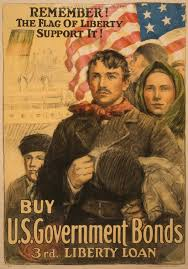 REMEMBER!
THE FLAG OF LIBERTY
SUPPORT IT!
BUY
U.S. Government Bonds
3rd. LIBERTY LOAN